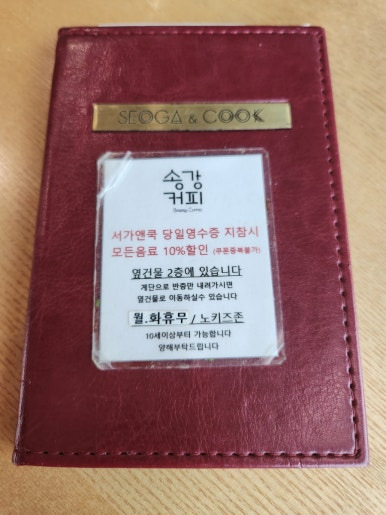 SEOGA & COOK
송강
커피
Songang Coffee
서가앤쿡 당일영수증 지참시
모든음료 10%할인 (쿠폰중복불가)
옆건물 2층에 있습니다
계단으로 반층만 내려가시면
옆건물로 이동하실수 있습니다
월.화휴무 / 노키즈존
10세이상부터 가능합니다
양해부탁드립니다